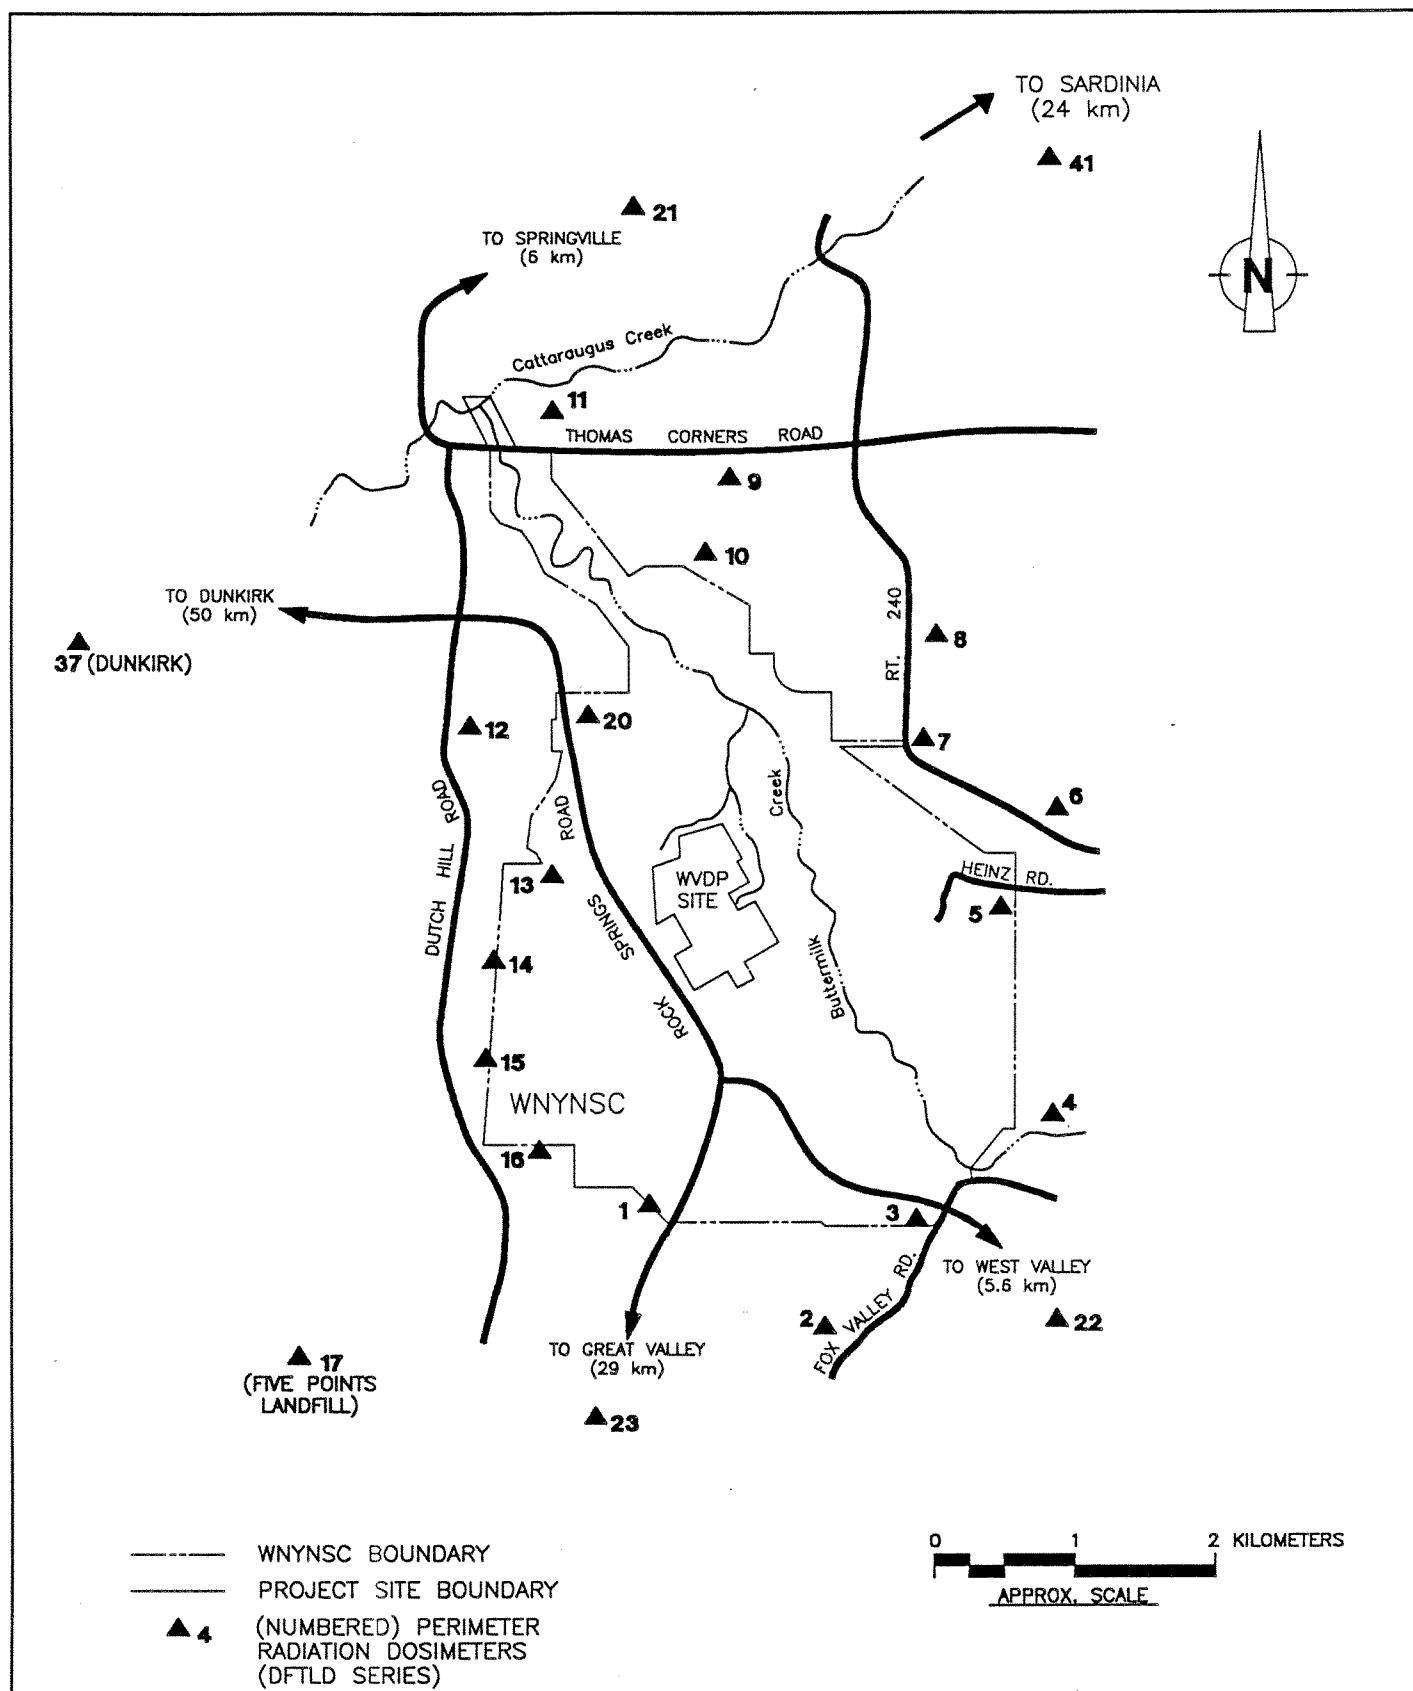 TO SARDINIA
(24 km)
41
21
TO SPRINGVILLE
(6 km)
N
Cattaraugus Creek
11
THOMAS CORNERS ROAD
9
10
TO DUNKIRK
(50 km)
RT. 240
8
37 (DUNKIRK)
12
20
7
6
DUTCH HILL ROAD
ROCK SPRINGS ROAD
Buttermilk Creek
13
WVDP
SITE
HEINZ RD.
5
14
15
WNYNSC
4
16
1
3
TO WEST VALLEY
(5.6 km)
FOX VALLEY RD.
2
22
TO GREAT VALLEY
(29 km)
17
(FIVE POINTS
LANDFILL)
23
0 1 2 KILOMETERS
APPROX. SCALE
WNYNSC BOUNDARY
PROJECT SITE BOUNDARY
4 (NUMBERED) PERIMETER
RADIATION DOSIMETERS
(DFTLD SERIES)